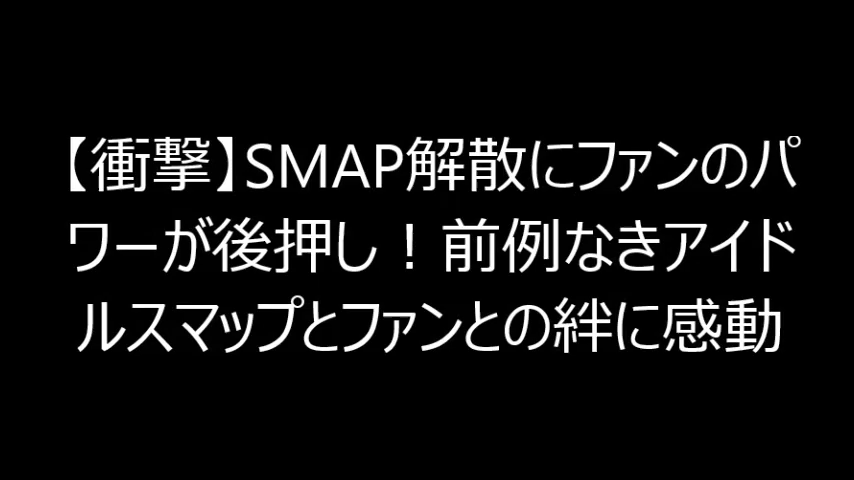 【衝撃】SMAP解散にファンのパ
ワーが後押し！前例なきアイド
ルスマップとファンとの絆に感動